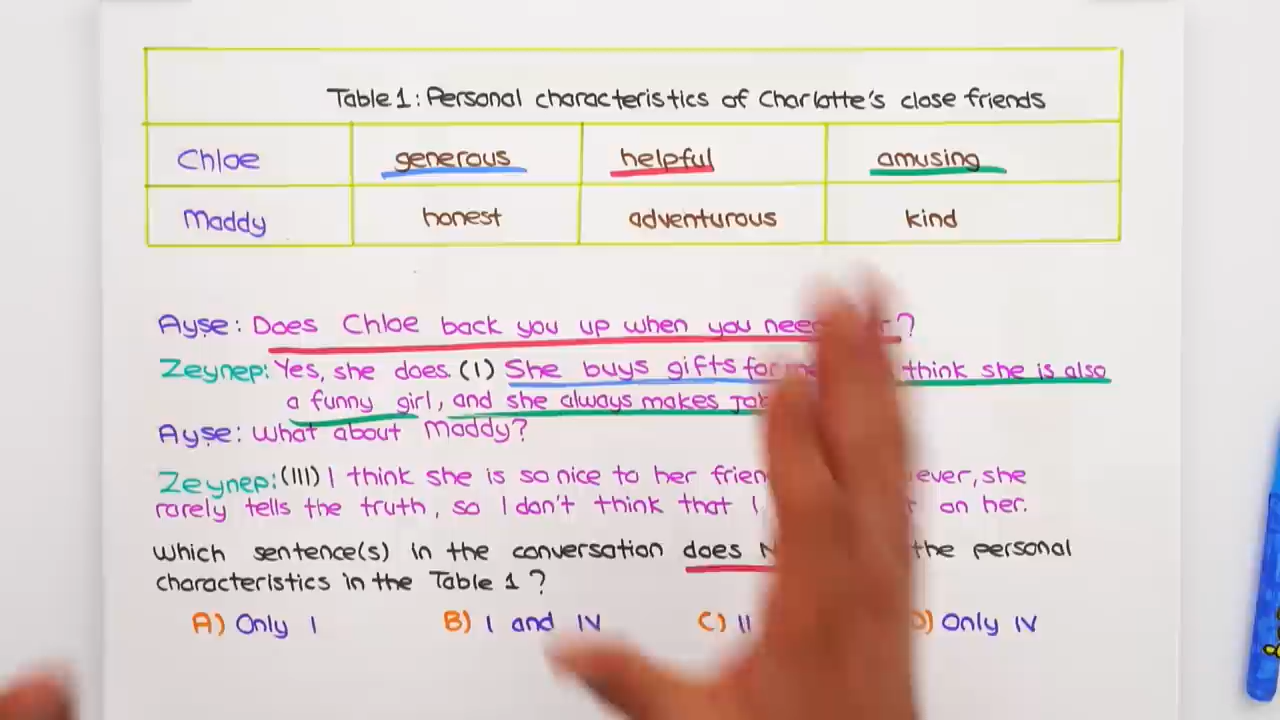 Table 1: Personal characteristics of Charlotte's close friends
Chloe generous helpful amusing
Maddy honest adventurous kind
Ayşe: Does Chloe back you up when you need ?
Zeynep: Yes, she does. (I) She buys gifts for think she is also
a funny girl, and she always makes
Ayşe: What about Maddy?
Zeynep: (III) I think she is so nice to her she
rarely tells the truth, so I don't think that I on her.
Which sentence(s) in the conversation does the personal
characteristics in the Table 1 ?
A) Only I B) I and IV C) II D) Only IV